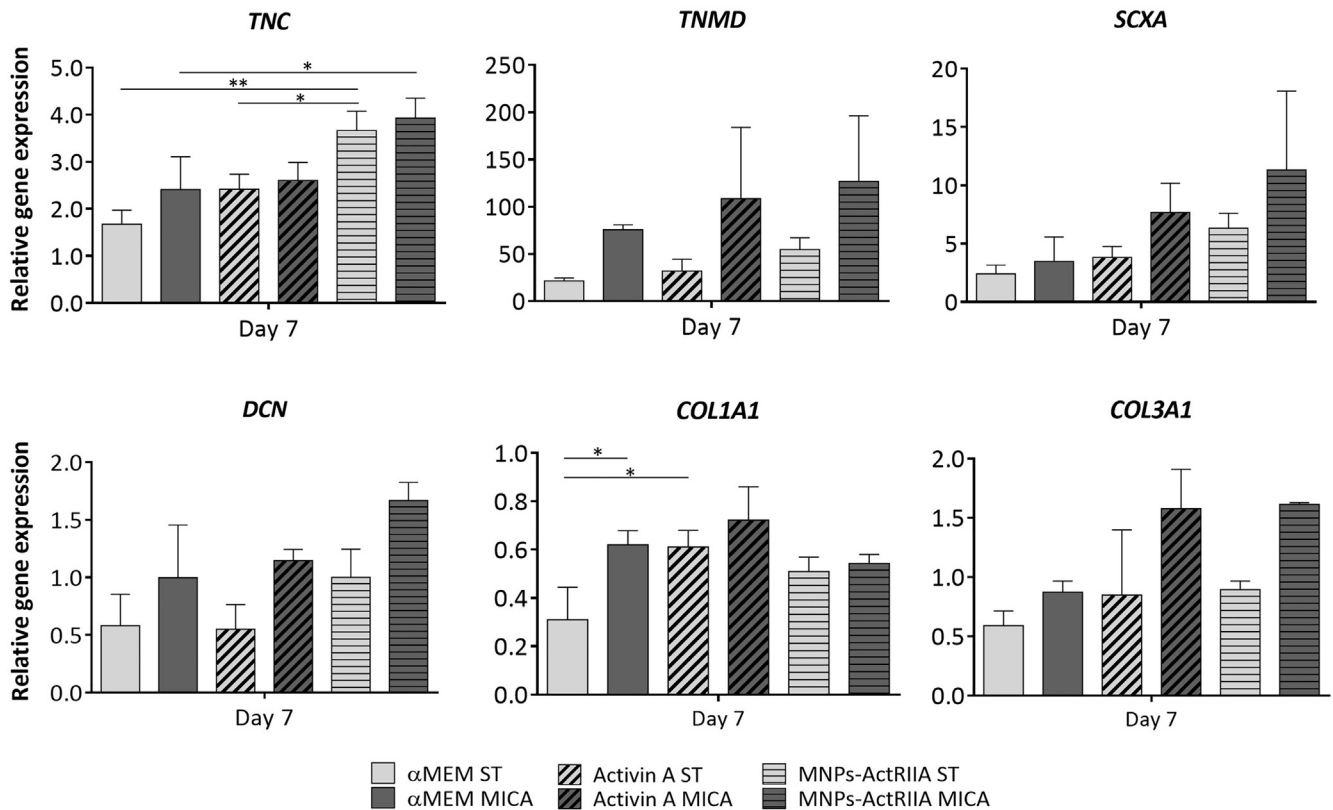 TNC
TNMD
SCXA
Relative gene expression
5.0
4.0
3.0
2.0
1.0
0.0
*
**
*
Day 7
250
200
150
100
50
0
Day 7
20
15
10
5
0
Day 7
DCN
COL1A1
COL3A1
Relative gene expression
2.0
1.5
1.0
0.5
0.0
Day 7
1.0
0.8
0.6
0.4
0.2
0.0
*
*
Day 7
2.0
1.5
1.0
0.5
0.0
Day 7
αMEM ST
Activin A ST
MNPs-ActRIIA ST
αMEM MICA
Activin A MICA
MNPs-ActRIIA MICA